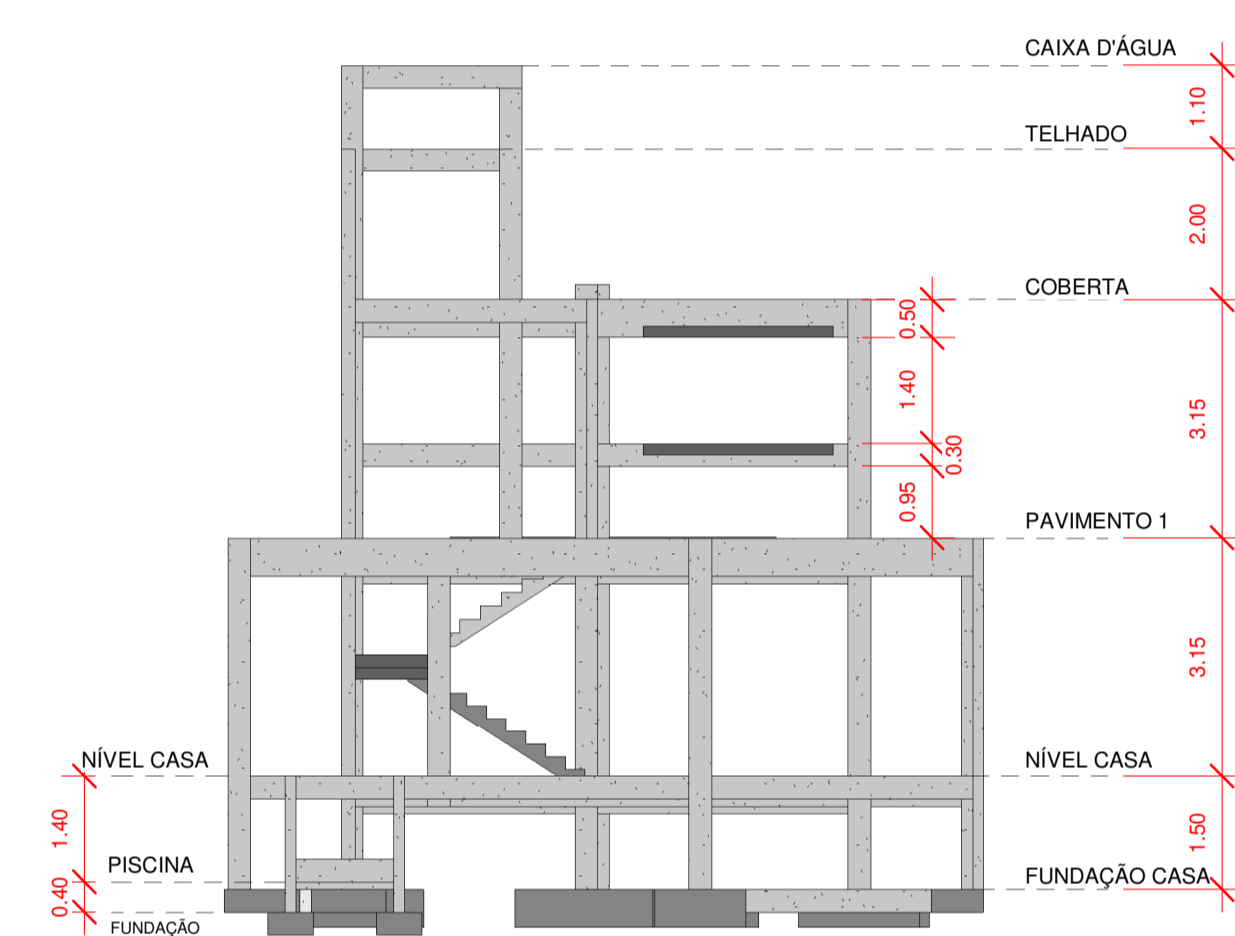 CAIXA D'ÁGUA
1.10
TELHADO
2.00
COBERTA
0.50
1.40
3.15
0.30
0.95
PAVIMENTO 1
3.15
NÍVEL CASA
NÍVEL CASA
1.40
1.50
PISCINA
FUNDAÇÃO CASA
0.40
FUNDAÇÃO